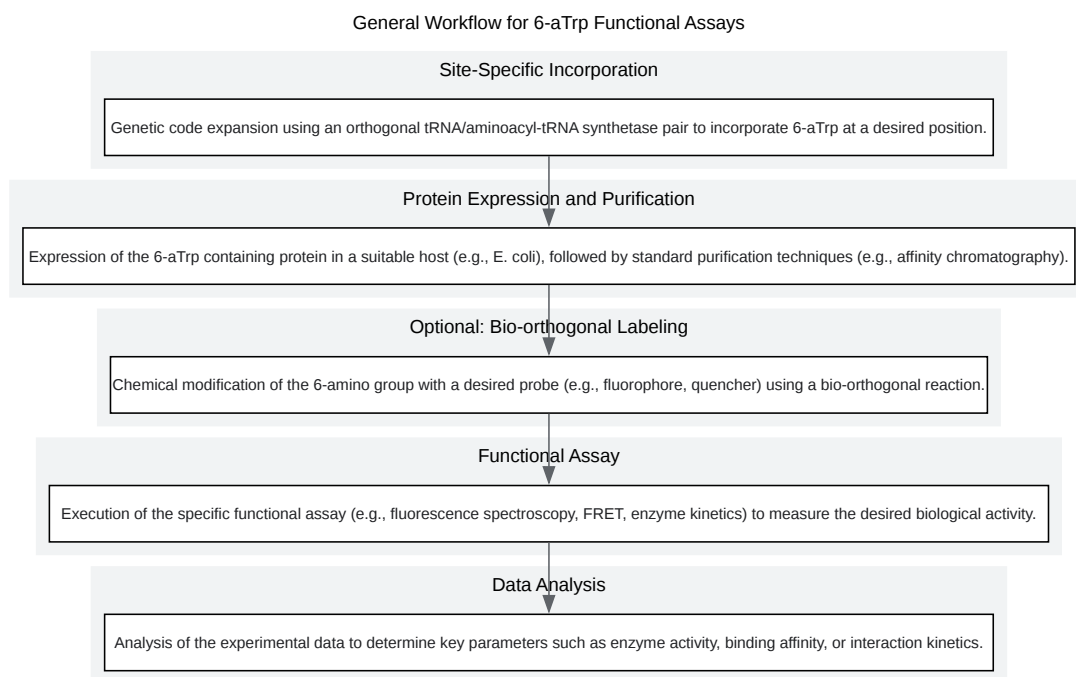 General Workflow for 6-aTrp Functional Assays
Site-Specific Incorporation
Genetic code expansion using an orthogonal tRNA/aminoacyl-tRNA synthetase pair to incorporate 6-aTrp at a desired position.
Protein Expression and Purification
Expression of the 6-aTrp containing protein in a suitable host (e.g., E. coli), followed by standard purification techniques (e.g., affinity chromatography).
Optional: Bio-orthogonal Labeling
Chemical modification of the 6-amino group with a desired probe (e.g., fluorophore, quencher) using a bio-orthogonal reaction.
Functional Assay
Execution of the specific functional assay (e.g., fluorescence spectroscopy, FRET, enzyme kinetics) to measure the desired biological activity.
Data Analysis
Analysis of the experimental data to determine key parameters such as enzyme activity, binding affinity, or interaction kinetics.